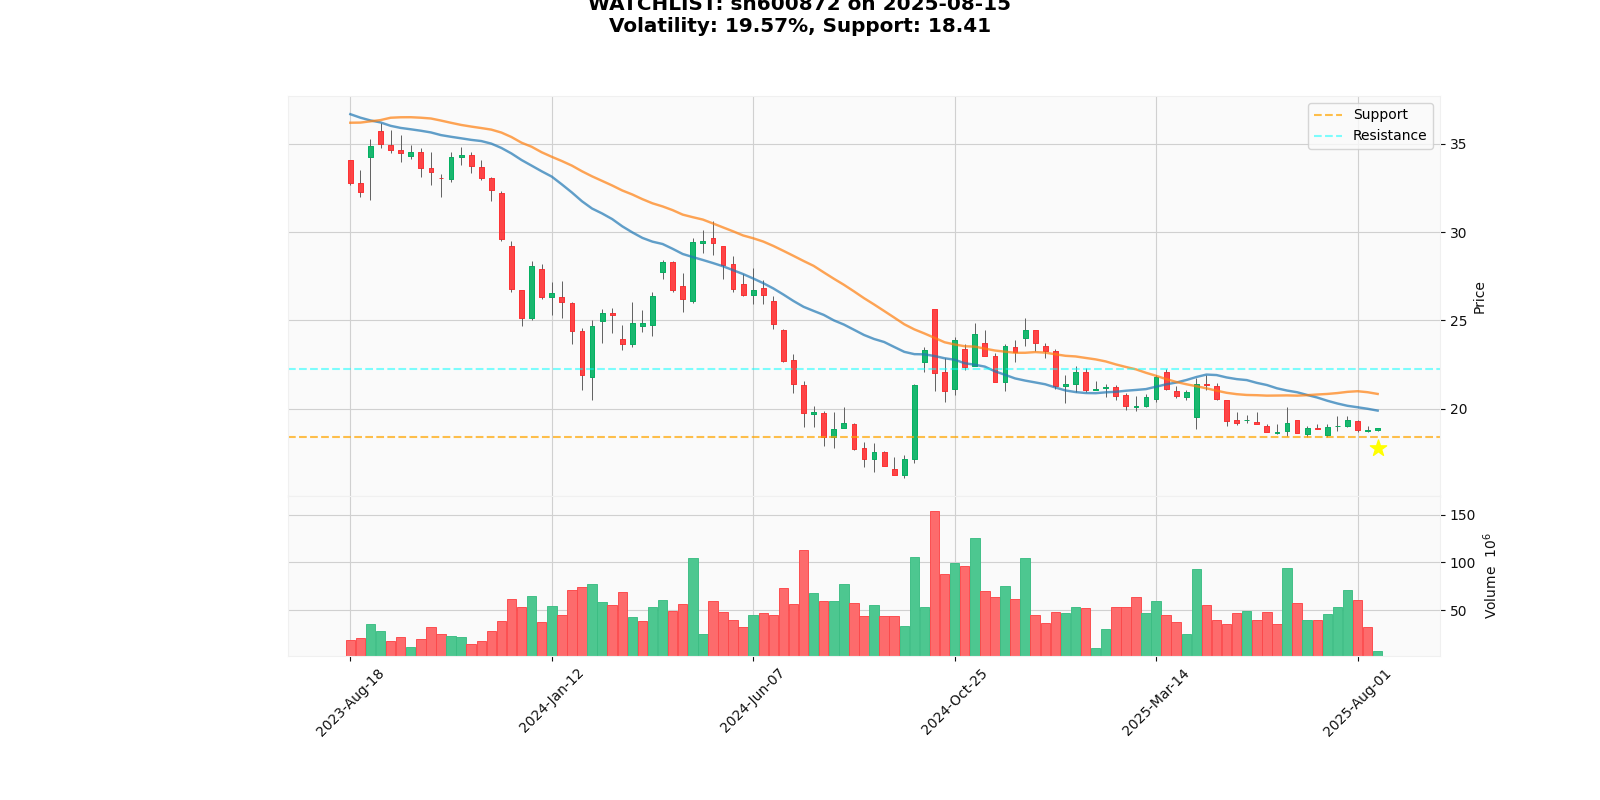 WATCHLIST: sh600872 on 2025-08-15
Volatility: 19.57%, Support: 18.41
Support
Resistance
35
30
25
20
Price
150
100
50
Volume 10^6
2023-Aug-18
2024-Jan-12
2024-Jun-07
2024-Oct-25
2025-Mar-14
2025-Aug-01